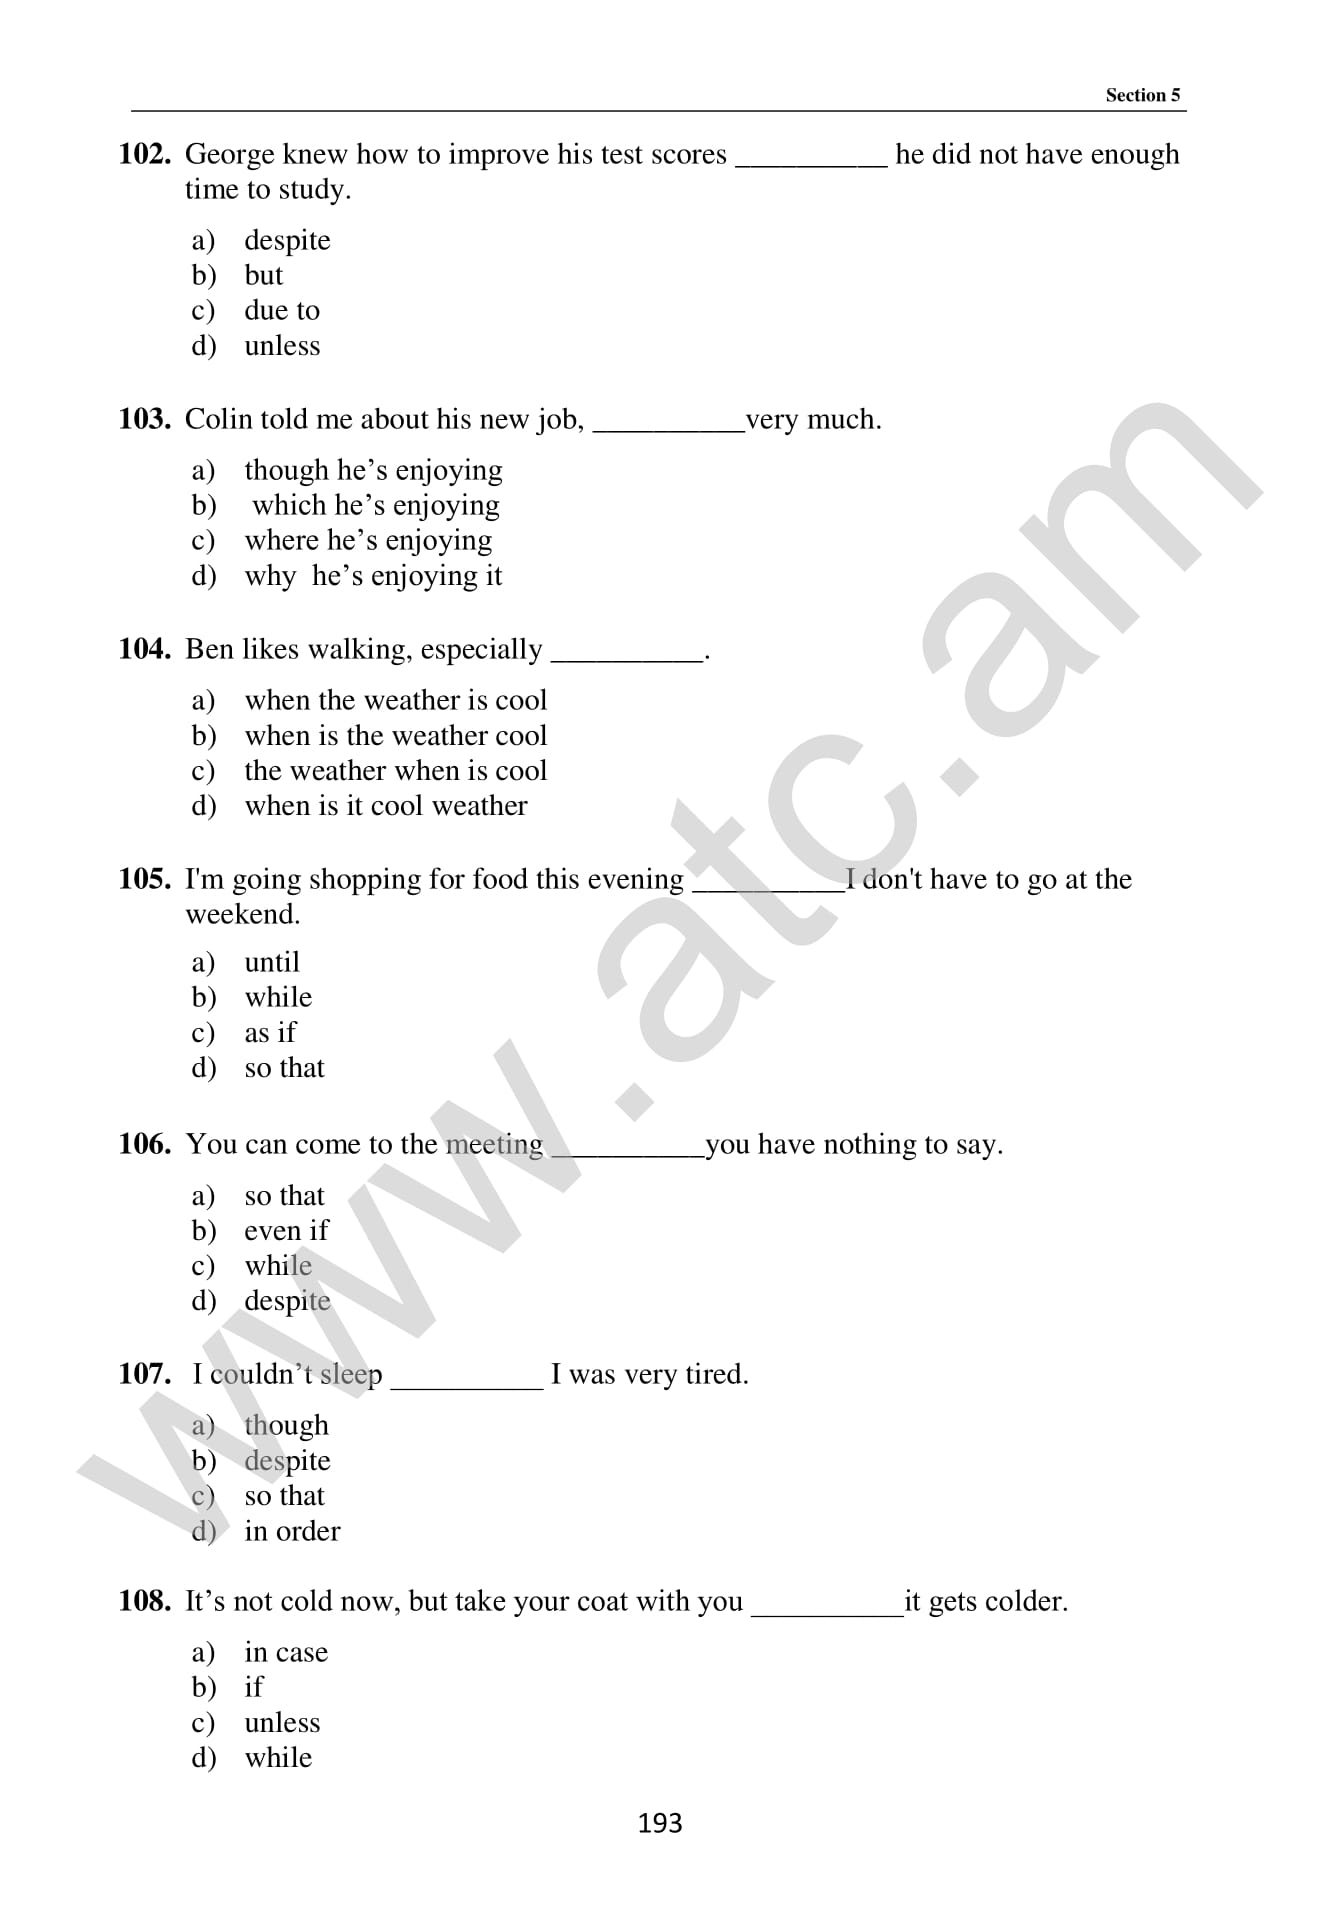 Section 5
102. George knew how to improve his test scores __________ he did not have enough
time to study.
a) despite
b) but
c) due to
d) unless
103. Colin told me about his new job, __________very much.
a) though he’s enjoying
b) which he’s enjoying
c) where he’s enjoying
d) why he’s enjoying it
104. Ben likes walking, especially __________.
a) when the weather is cool
b) when is the weather cool
c) the weather when is cool
d) when is it cool weather
105. I'm going shopping for food this evening __________I don't have to go at the
weekend.
a) until
b) while
c) as if
d) so that
106. You can come to the meeting __________you have nothing to say.
a) so that
b) even if
c) while
d) despite
107. I couldn’t sleep __________ I was very tired.
a) though
b) despite
c) so that
d) in order
108. It’s not cold now, but take your coat with you __________it gets colder.
a) in case
b) if
c) unless
d) while
193
www.atc.am